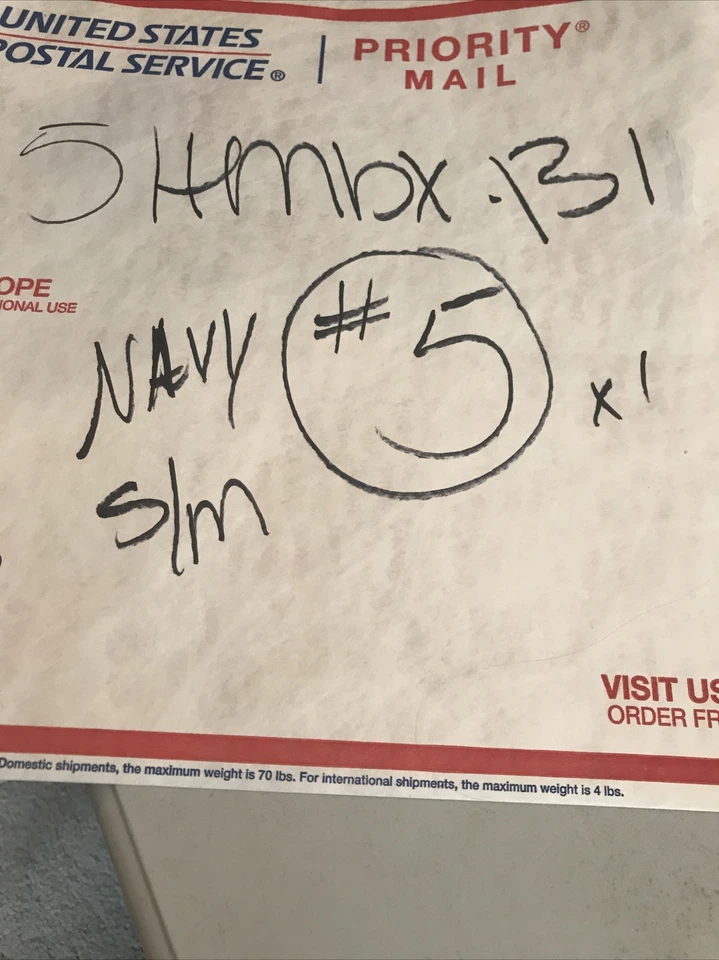 UNITED STATES
POSTAL SERVICE®
PRIORITY®
MAIL
5 Hmbx .B1
OPE
IONAL USE
NAVY #5 x1
S/m
VISIT US
ORDER FR
Domestic shipments, the maximum weight is 70 lbs. For international shipments, the maximum weight is 4 lbs.